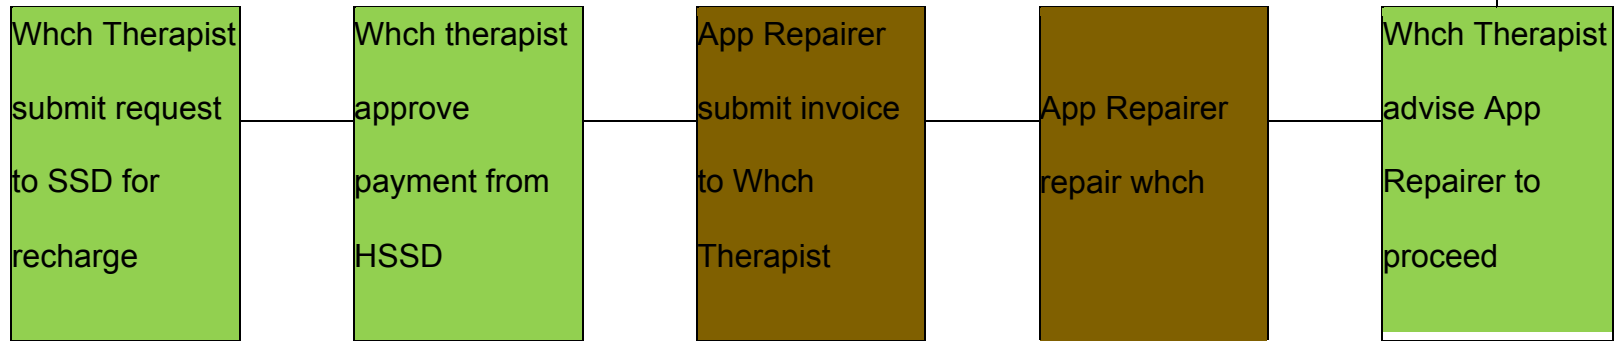 Whch Therapist
submit request
to SSD for
recharge
Whch therapist
approve
payment from
HSSD
App Repairer
submit invoice
to Whch
Therapist
App Repairer
repair whch
Whch Therapist
advise App
Repairer to
proceed